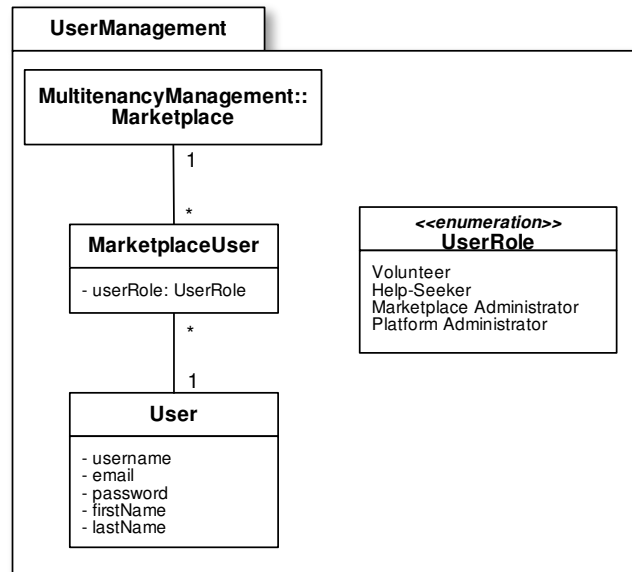 UserManagement
MultitenancyManagement::
Marketplace
1
*
MarketplaceUser
- userRole: UserRole
*
1
User
- username
- email
- password
- firstName
- lastName
<<enumeration>>
UserRole
Volunteer
Help-Seeker
Marketplace Administrator
Platform Administrator